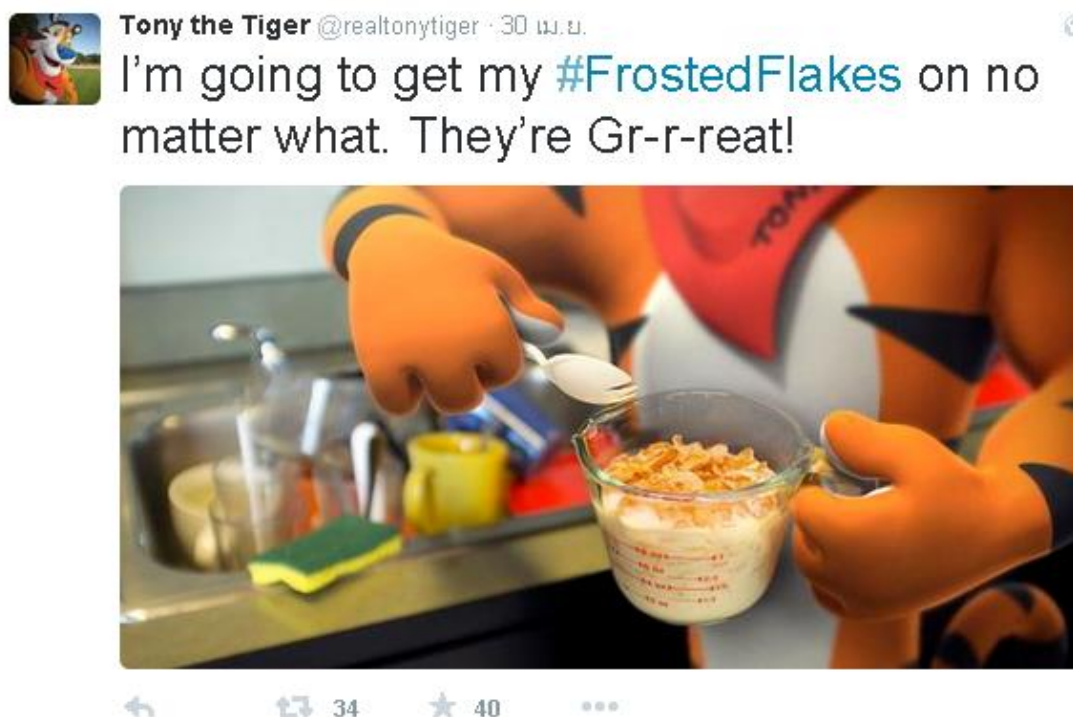 Tony the Tiger @realtonytiger · 30 เม.ย.
I'm going to get my #FrostedFlakes on no
matter what. They're Gr-r-reat!
TONY
34 40